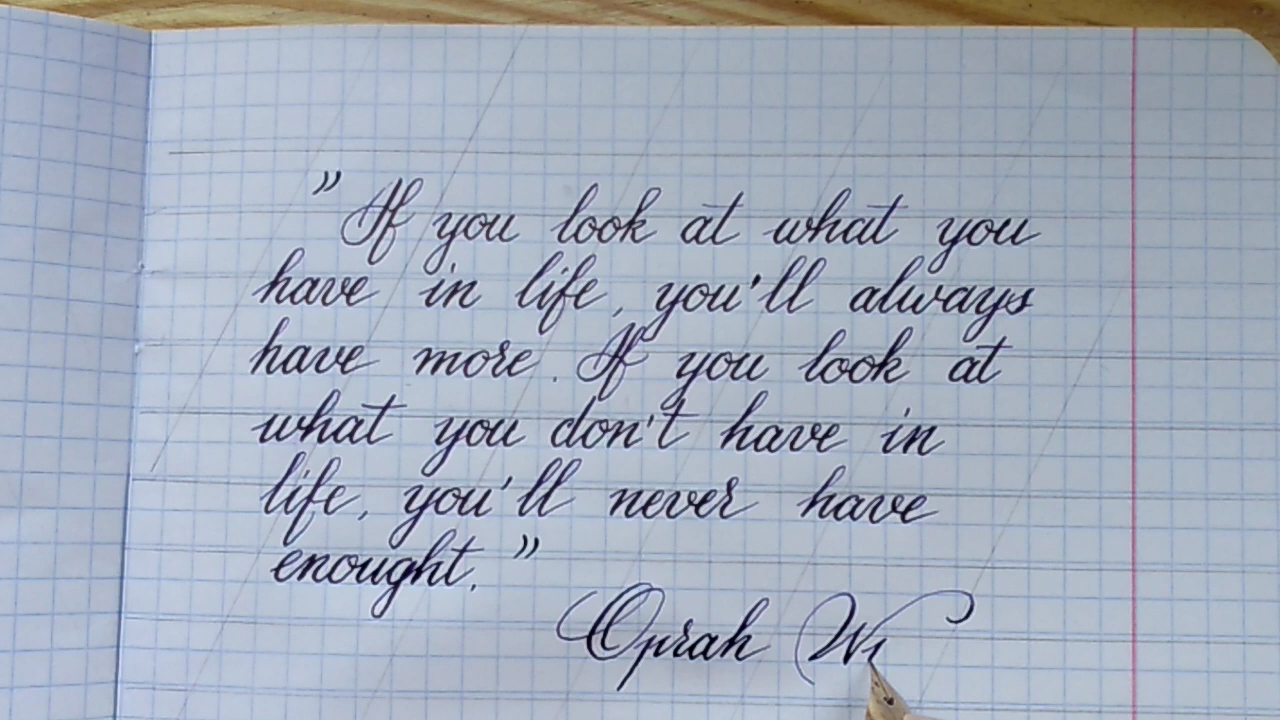 "If you look at what you
have in life, you'll always
have more. If you look at
what you don't have in
life, you'll never have
enought."
Oprah Wi